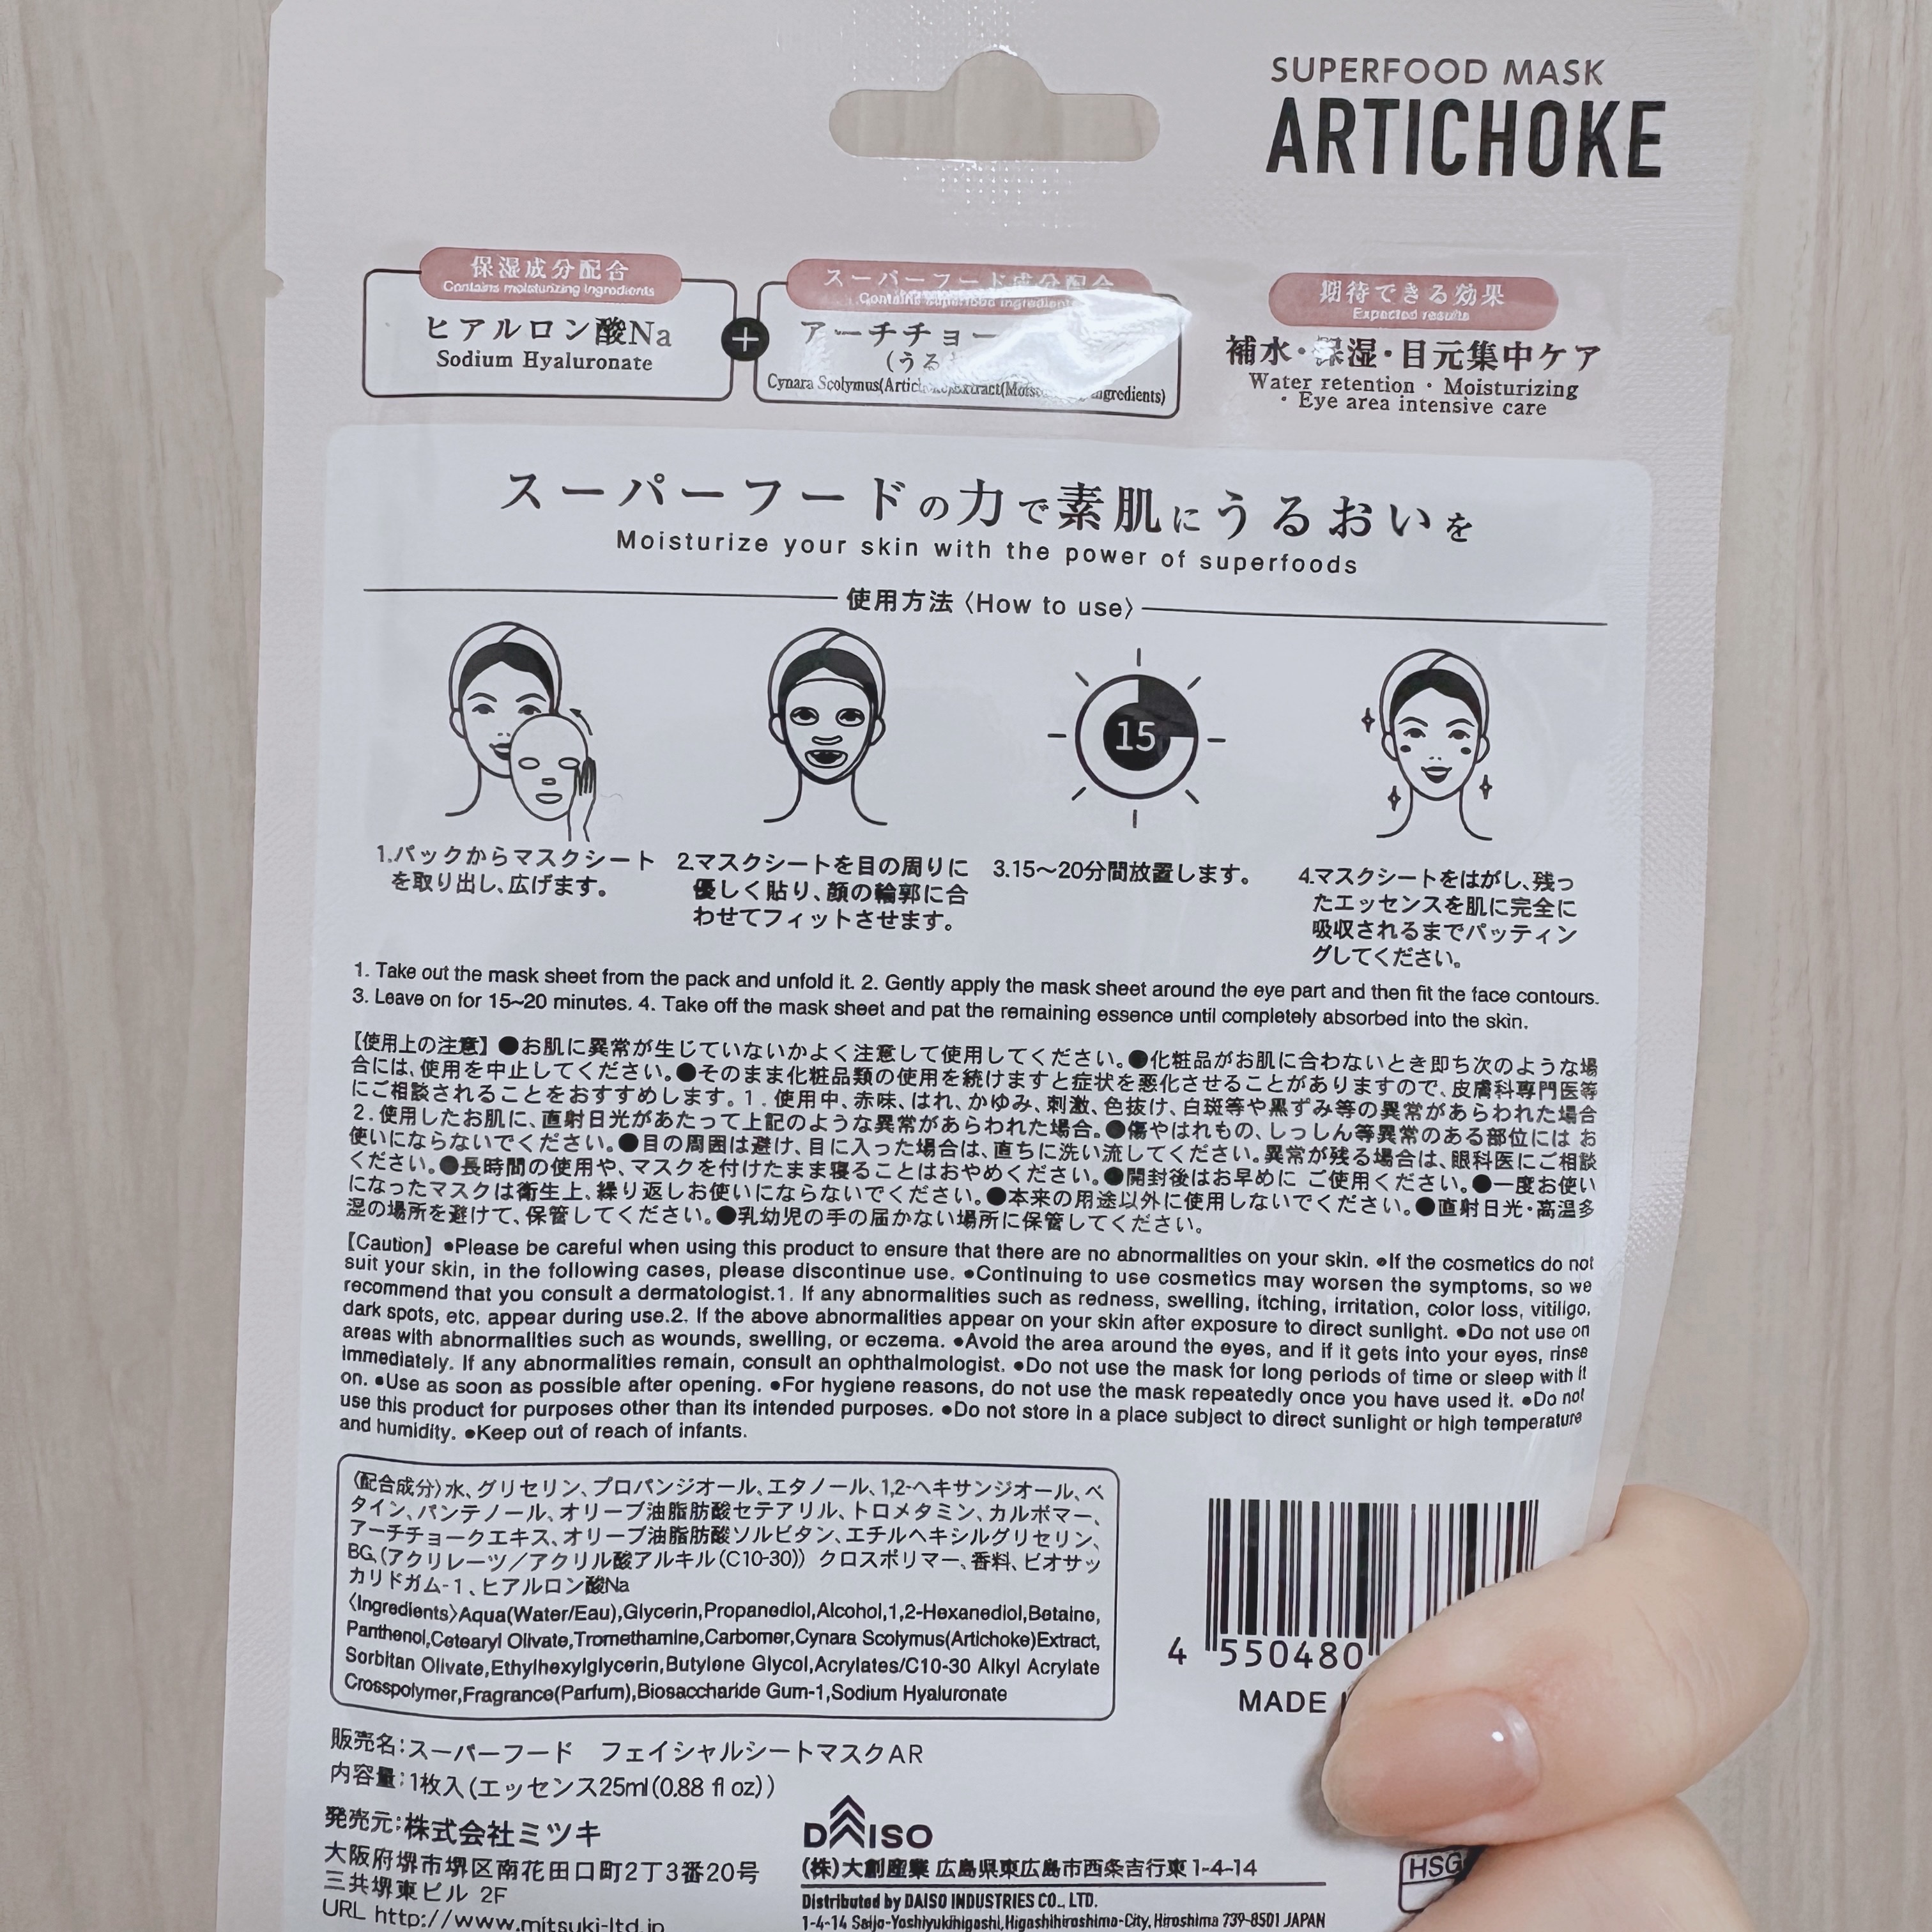 SUPERFOOD MASK
ARTICHOKE
保湿成分配合
Contains moisturizing ingredients
ヒアルロン酸Na
Sodium Hyaluronate
+
スーパーフード成分配合
Contains superfood ingredients
アーチチョー
(うる
Cynara Scolymus(Artichoke)Extract( ingredients)
期待できる効果
Expected results
補水・保湿・目元集中ケア
Water retention・Moisturizing
・Eye area intensive care
スーパーフードの力で素肌にうるおいを
Moisturize your skin with the power of superfoods
使用方法〈How to use〉
15
1.パックからマスクシート
を取り出し、広げます。
2.マスクシートを目の周りに
優しく貼り、顔の輪郭に合
わせてフィットさせます。
3.15〜20分間放置します。
4.マスクシートをはがし、残っ
たエッセンスを肌に完全に
吸収されるまでパッティン
グしてください。
1. Take out the mask sheet from the pack and unfold it. 2. Gently apply the mask sheet around the eye part and then fit the face contours.
3. Leave on for 15~20 minutes. 4. Take off the mask sheet and pat the remaining essence until completely absorbed into the skin.
【使用上の注意】●お肌に異常が生じていないかよく注意して使用してください。●化粧品がお肌に合わないとき即ち次のような場
合には、使用を中止してください。●そのまま化粧品類の使用を続けますと症状を悪化させることがありますので、皮膚科専門医等
にご相談されることをおすすめします。1．使用中、赤味、はれ、かゆみ、刺激、色抜け、白斑等や黒ずみ等の異常があらわれた場合
2．使用したお肌に、直射日光があたって上記のような異常があらわれた場合。●傷やはれもの、しっしん等異常のある部位には お
使いにならないでください。●目の周囲は避け、目に入った場合は、直ちに洗い流してください。異常が残る場合は、眼科医にご相談
ください。●長時間の使用や、マスクを付けたまま寝ることはおやめください。●開封後はお早めに ご使用ください。●一度お使い
になったマスクは衛生上、繰り返しお使いにならないでください。●本来の用途以外に使用しないでください。●直射日光・高温多
湿の場所を避けて、保管してください。●乳幼児の手の届かない場所に保管してください。
【Caution】●Please be careful when using this product to ensure that there are no abnormalities on your skin. ●If the cosmetics do not
suit your skin, in the following cases, please discontinue use. ●Continuing to use cosmetics may worsen the symptoms, so we
recommend that you consult a dermatologist.1. If any abnormalities such as redness, swelling, itching, irritation, color loss, vitiligo,
dark spots, etc. appear during use.2. If the above abnormalities appear on your skin after exposure to direct sunlight. ●Do not use on
areas with abnormalities such as wounds, swelling, or eczema. ●Avoid the area around the eyes, and if it gets into your eyes, rinse
immediately. If any abnormalities remain, consult an ophthalmologist. ●Do not use the mask for long periods of time or sleep with it
on. ●Use as soon as possible after opening. ●For hygiene reasons, do not use the mask repeatedly once you have used it. ●Do not
use this product for purposes other than its intended purposes. ●Do not store in a place subject to direct sunlight or high temperature
and humidity. ●Keep out of reach of infants.
〈配合成分〉水、グリセリン、プロパンジオール、エタノール、1,2-ヘキサンジオール、ベ
タイン、パンテノール、オリーブ油脂肪酸セテアリル、トロメタミン、カルボマー、
アーチチョークエキス、オリーブ油脂肪酸ソルビタン、エチルヘキシルグリセリン、
BG、(アクリレーツ／アクリル酸アルキル(C10-30)) クロスポリマー、香料、ビオサッ
カリドガム-1、ヒアルロン酸Na
〈Ingredients〉Aqua(Water/Eau),Glycerin,Propanediol,Alcohol,1,2-Hexanediol,Betaine,
Panthenol,Cetearyl Olivate,Tromethamine,Carbomer,Cynara Scolymus(Artichoke)Extract,
Sorbitan Olivate,Ethylhexylglycerin,Butylene Glycol,Acrylates/C10-30 Alkyl Acrylate
Crosspolymer,Fragrance(Parfum),Biosaccharide Gum-1,Sodium Hyaluronate
4 550480
MADE
販売名:スーパーフード フェイシャルシートマスクAR
内容量:1枚入(エッセンス25ml(0.88 fl oz))
発売元:株式会社ミツキ
大阪府堺市堺区南花田口町2丁3番20号
三共堺東ビル 2F
URL http://www.mitsuki-ltd.jp
DAISO
(株)大創産業 広島県東広島市西条吉行東1-4-14
Distributed by DAISO INDUSTRIES CO., LTD.
1-4-14 Saijo-Yoshiyukihigashi,Higashihiroshima-City, Hiroshima 739-8501 JAPAN
HSG